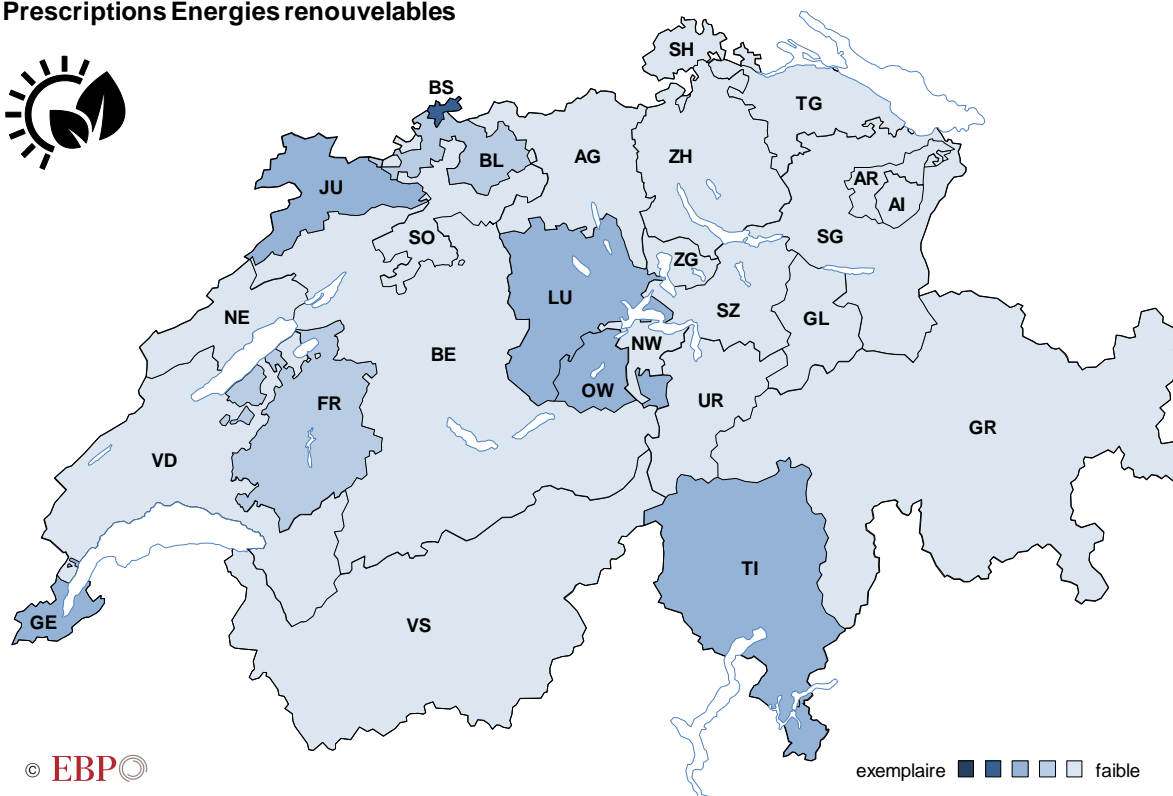 Prescriptions Energies renouvelables
SH
BS
TG
BL
AG
ZH
JU
AR
AI
SO
SG
ZG
LU
SZ
NE
GL
NW
BE
OW
UR
FR
GR
VD
TI
GE
VS
© EBP
exemplaire faible